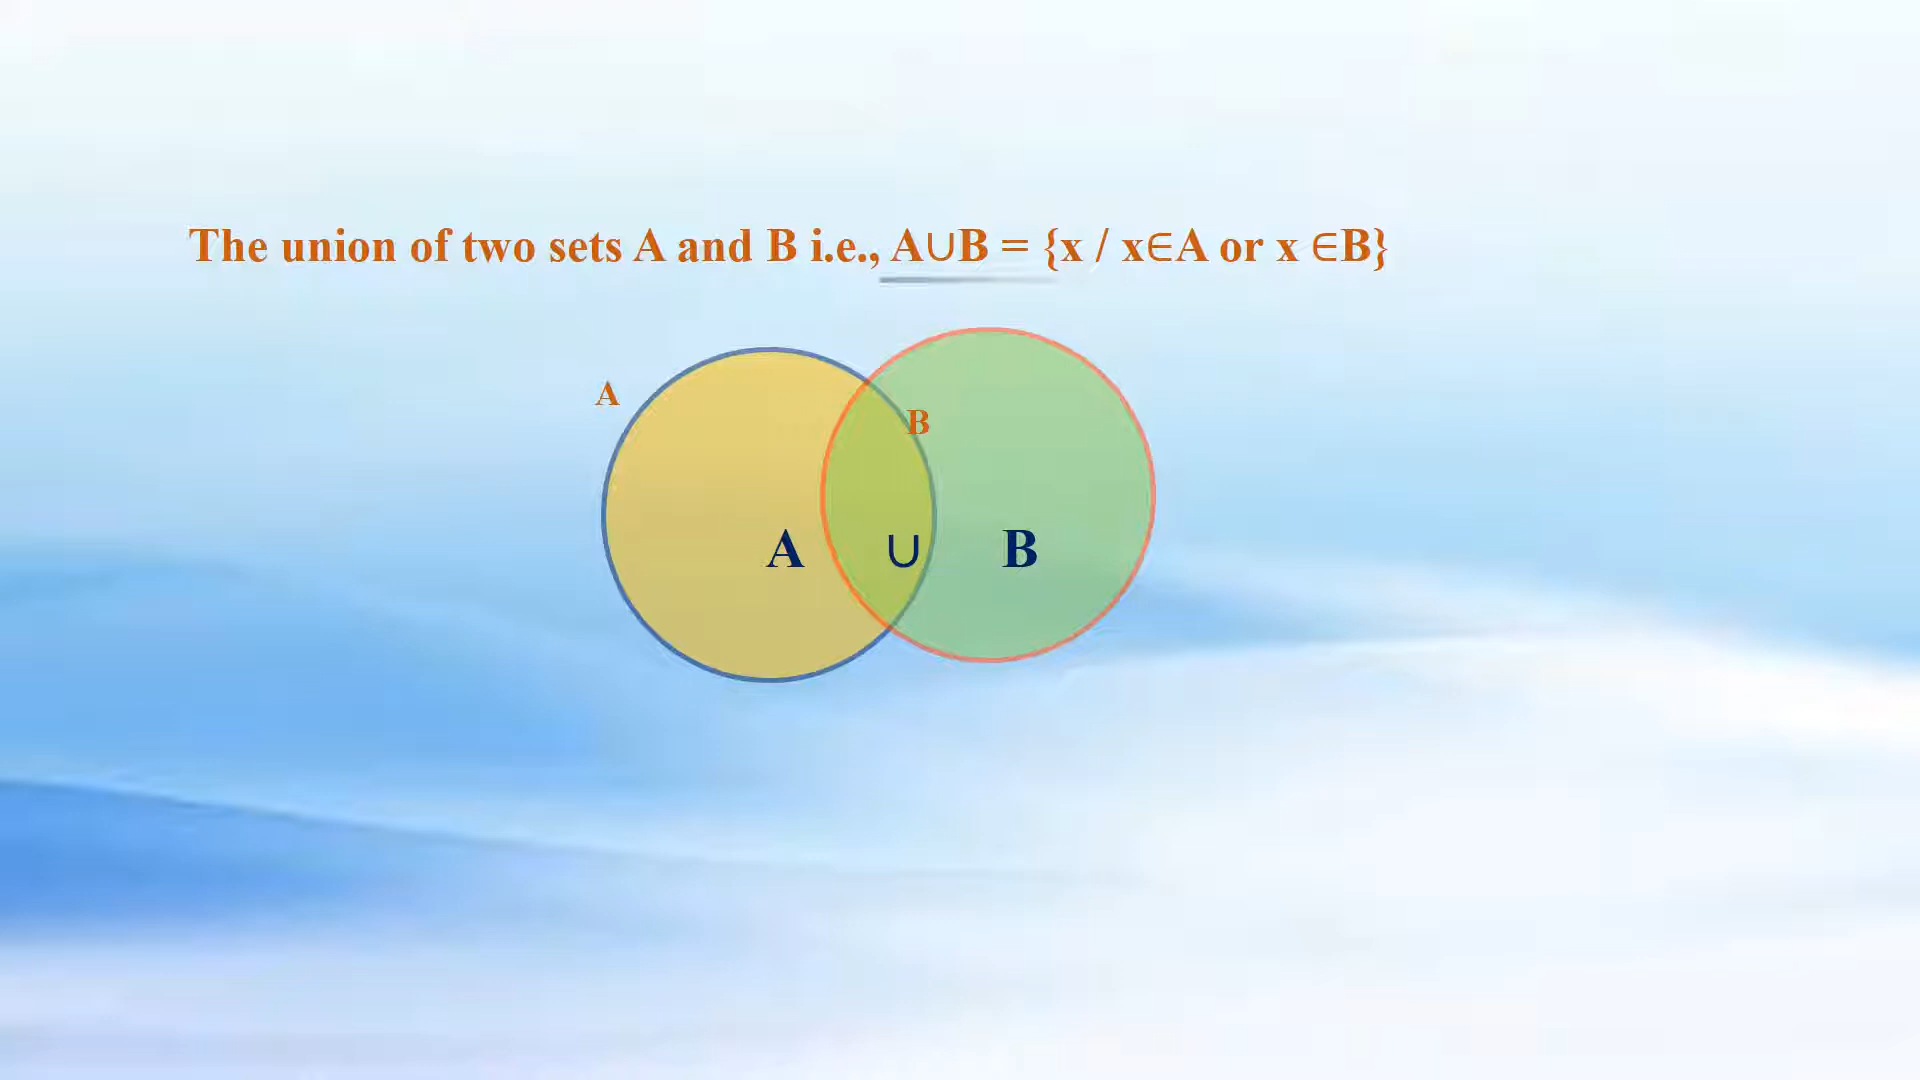 The union of two sets A and B i.e., A∪B = {x / x∈A or x ∈B}
A
B
A ∪ B